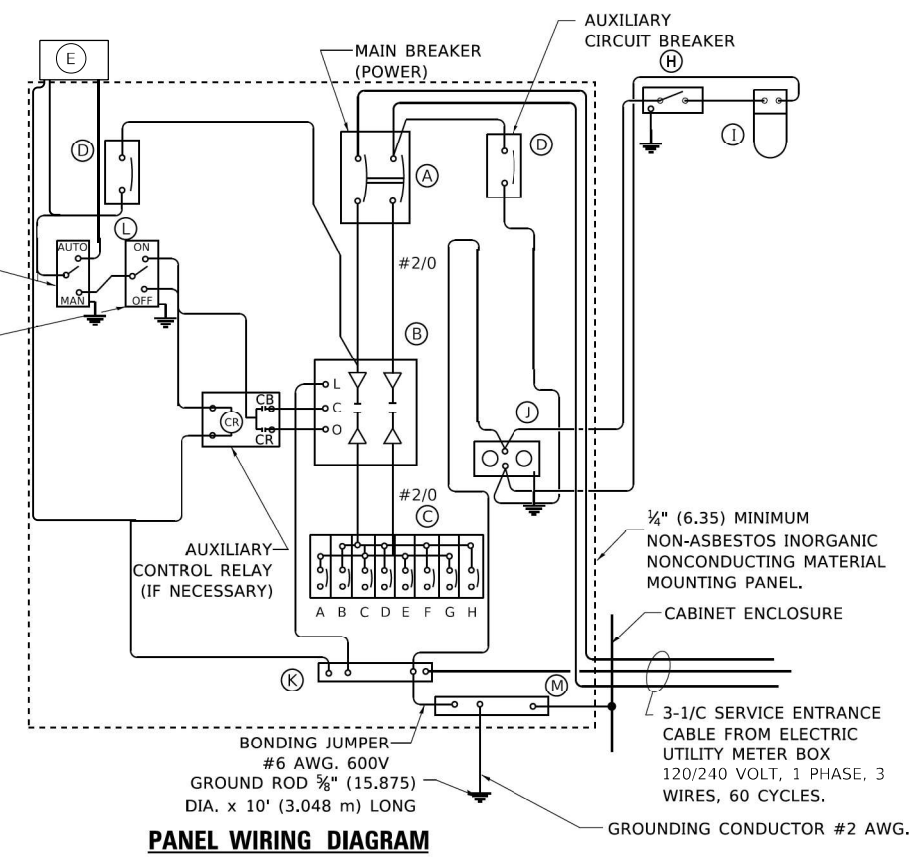 AUXILIARY
CIRCUIT BREAKER
MAIN BREAKER
(POWER)
E
H
D
D
I
A
L
AUTO
MAN
ON
OFF
#2/0
B
L
C
O
CB
CR
CR
J
#2/0
C
AUXILIARY
CONTROL RELAY
(IF NECESSARY)
¼" (6.35) MINIMUM
NON-ASBESTOS INORGANIC
NONCONDUCTING MATERIAL
MOUNTING PANEL.
A B C D E F G H
CABINET ENCLOSURE
K
M
3-1/C SERVICE ENTRANCE
CABLE FROM ELECTRIC
UTILITY METER BOX
120/240 VOLT, 1 PHASE, 3
WIRES, 60 CYCLES.
BONDING JUMPER
#6 AWG. 600V
GROUND ROD ⅝" (15.875)
DIA. x 10' (3.048 m) LONG
GROUNDING CONDUCTOR #2 AWG.
PANEL WIRING DIAGRAM